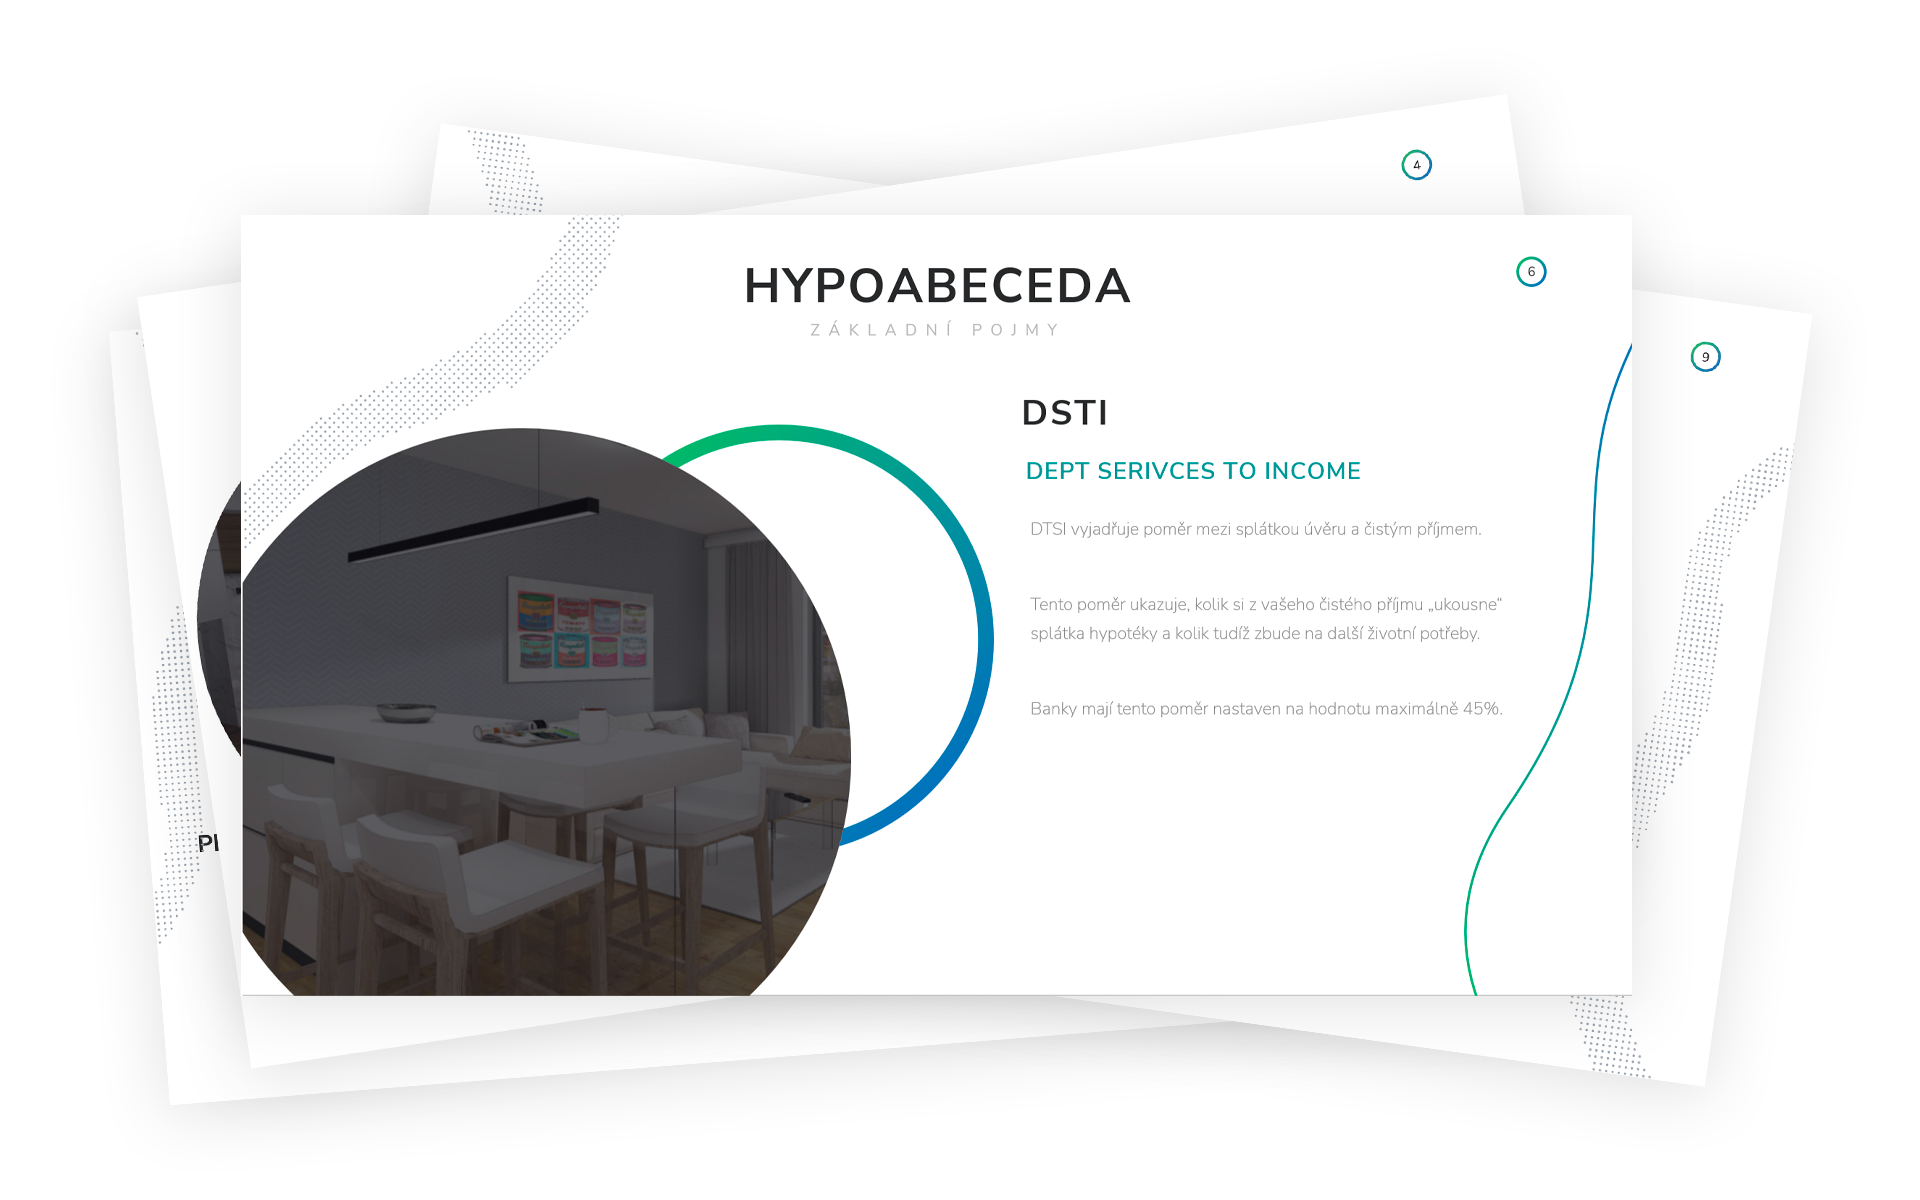 4
HYPOABECEDA
6
ZÁKLADNÍ POJMY
9
DSTI
DEPT SERIVCES TO INCOME
DTSI vyjadřuje poměr mezi splátkou úvěru a čistým příjmem.
Tento poměr ukazuje, kolik si z vašeho čistého příjmu „ukousne“
splátka hypotéky a kolik tudíž zbude na další životní potřeby.
Banky mají tento poměr nastaven na hodnotu maximálně 45%.